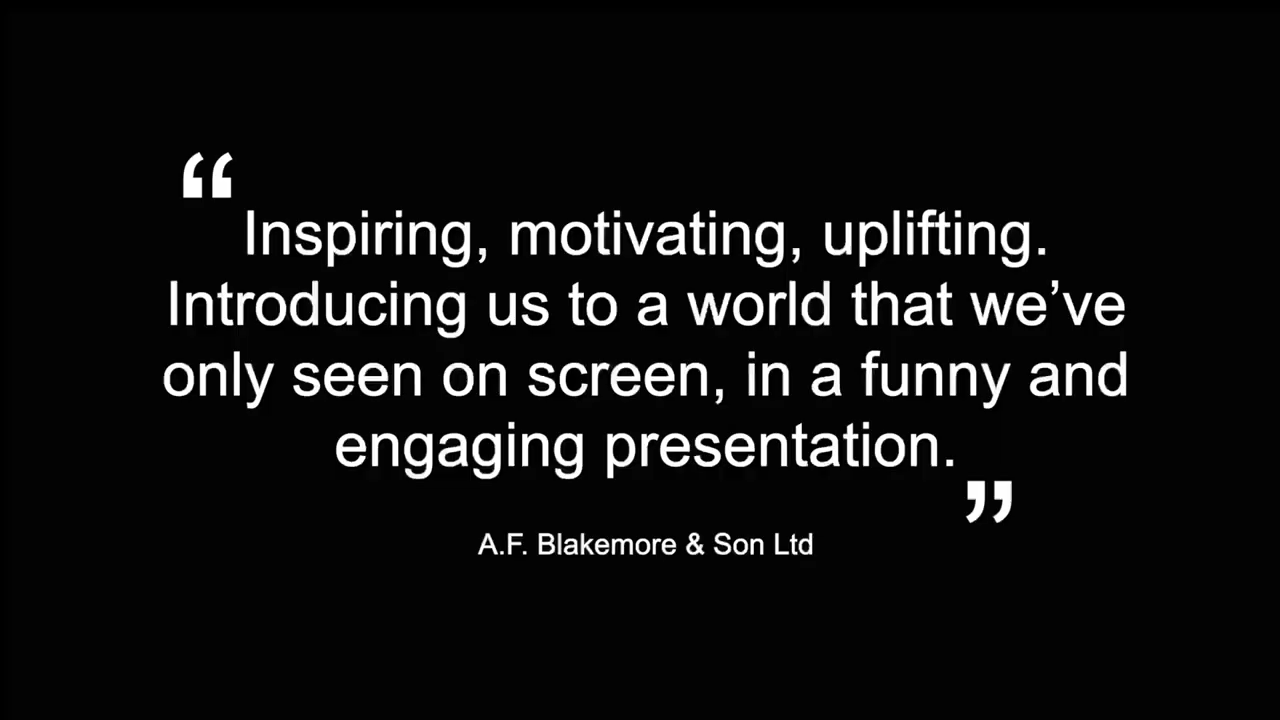 “Inspiring, motivating, uplifting.
Introducing us to a world that we’ve
only seen on screen, in a funny and
engaging presentation.”
A.F. Blakemore & Son Ltd